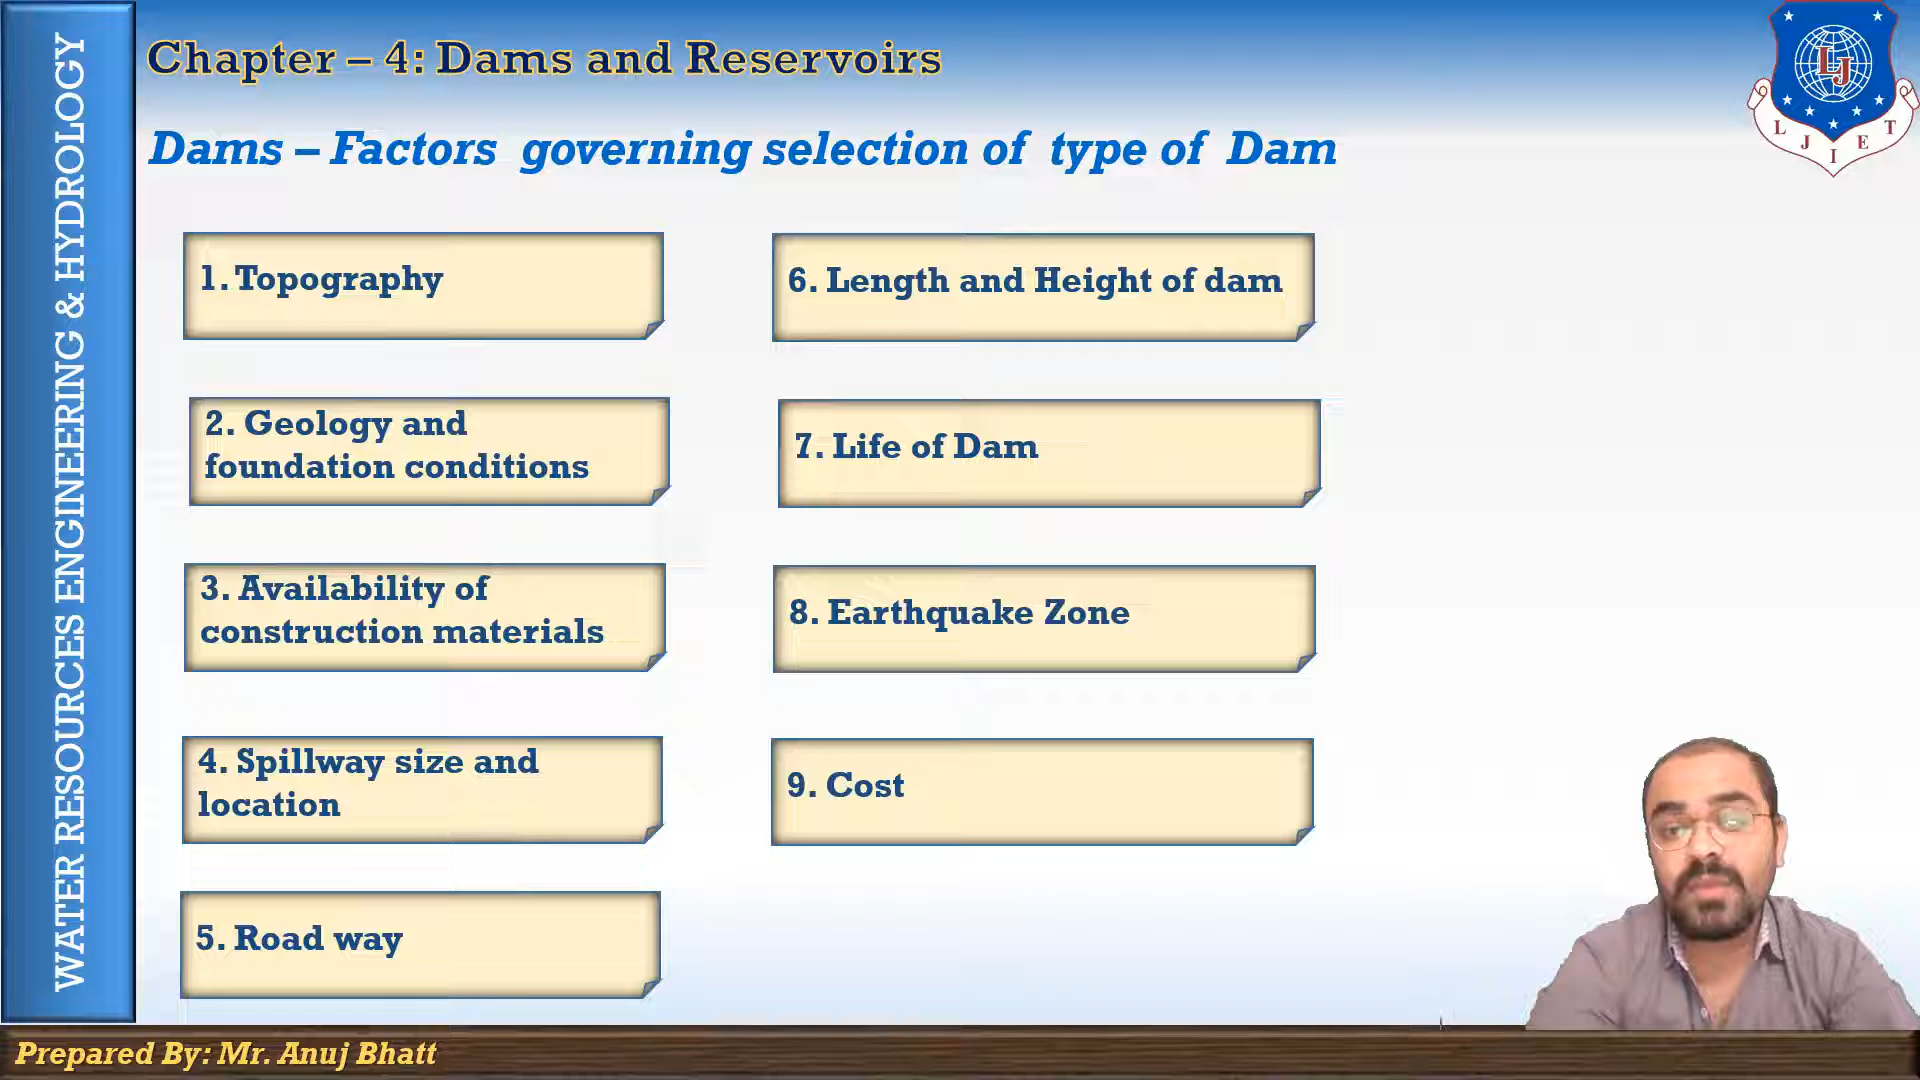 WATER RESOURCES ENGINEERING & HYDROLOGY
Chapter – 4: Dams and Reservoirs
Dams – Factors governing selection of type of Dam
1. Topography
2. Geology and
foundation conditions
3. Availability of
construction materials
4. Spillway size and
location
5. Road way
6. Length and Height of dam
7. Life of Dam
8. Earthquake Zone
9. Cost
LJ
L J I E T
Prepared By: Mr. Anuj Bhatt